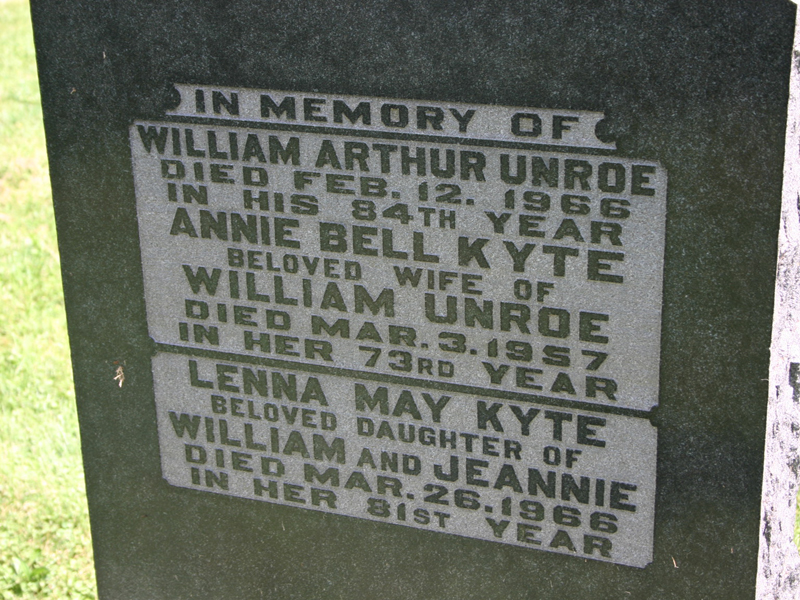 IN MEMORY OF
WILLIAM ARTHUR UNROE
DIED FEB. 12. 1966
IN HIS 84TH YEAR
ANNIE BELL KYTE
BELOVED WIFE OF
WILLIAM UNROE
DIED MAR. 3. 1957
IN HER 73RD YEAR
LENNA MAY KYTE
BELOVED DAUGHTER OF
WILLIAM AND JEANNIE
DIED MAR. 26. 1966
IN HER 81ST YEAR